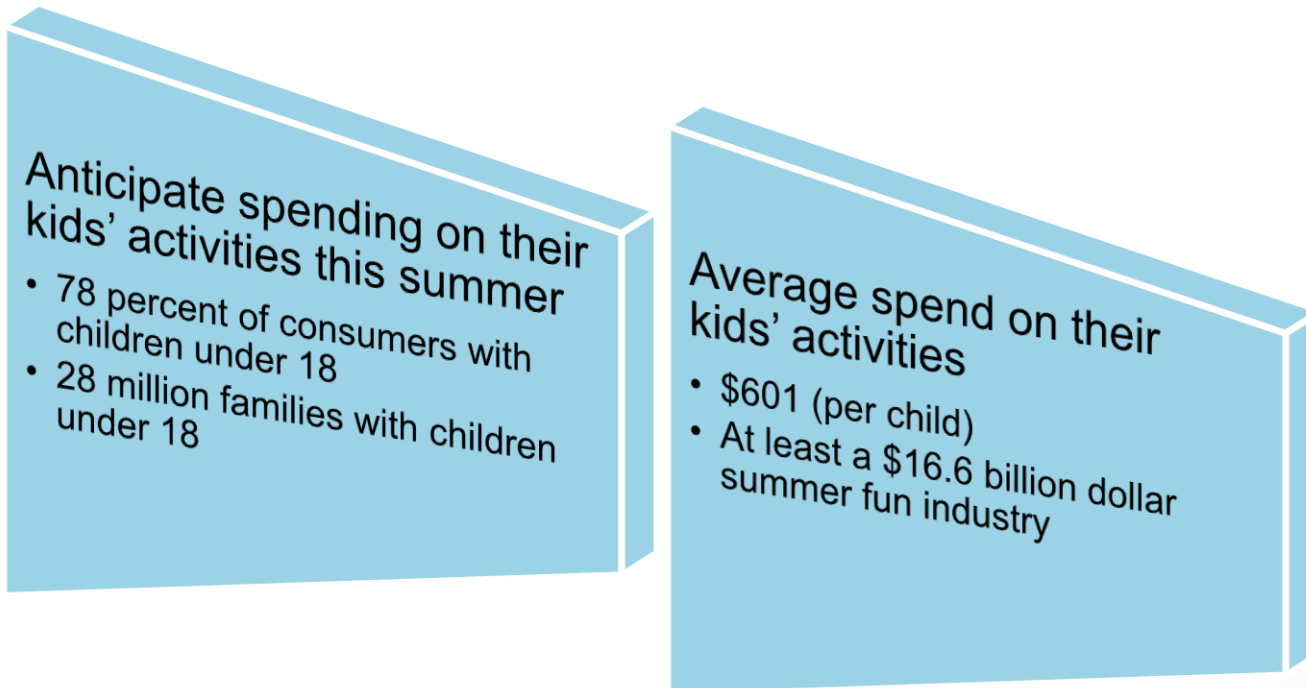 Anticipate spending on their
kids’ activities this summer
• 78 percent of consumers with
children under 18
• 28 million families with children
under 18
Average spend on their
kids’ activities
• $601 (per child)
• At least a $16.6 billion dollar
summer fun industry